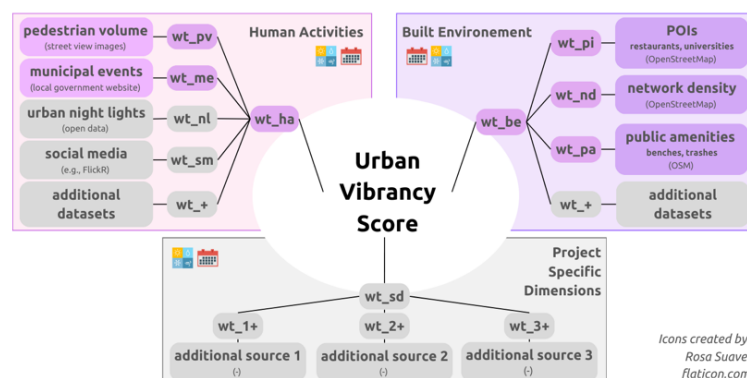 Human Activities
pedestrian volume
(street view images)
wt_pv
municipal events
(local government website)
wt_me
urban night lights
(open data)
wt_nl
social media
(e.g., FlickR)
wt_sm
additional
datasets
wt_+
wt_ha
Built Environement
wt_be
wt_pi
POIs
restaurants, universities
(OpenStreetMap)
wt_nd
network density
(OpenStreetMap)
wt_pa
public amenities
benches, trashes
(OSM)
wt_+
additional
datasets
Urban
Vibrancy
Score
Project
Specific
Dimensions
wt_sd
wt_1+
wt_2+
wt_3+
additional source 1
(-)
additional source 2
(-)
additional source 3
(-)
Icons created by
Rosa Suave
flaticon.com